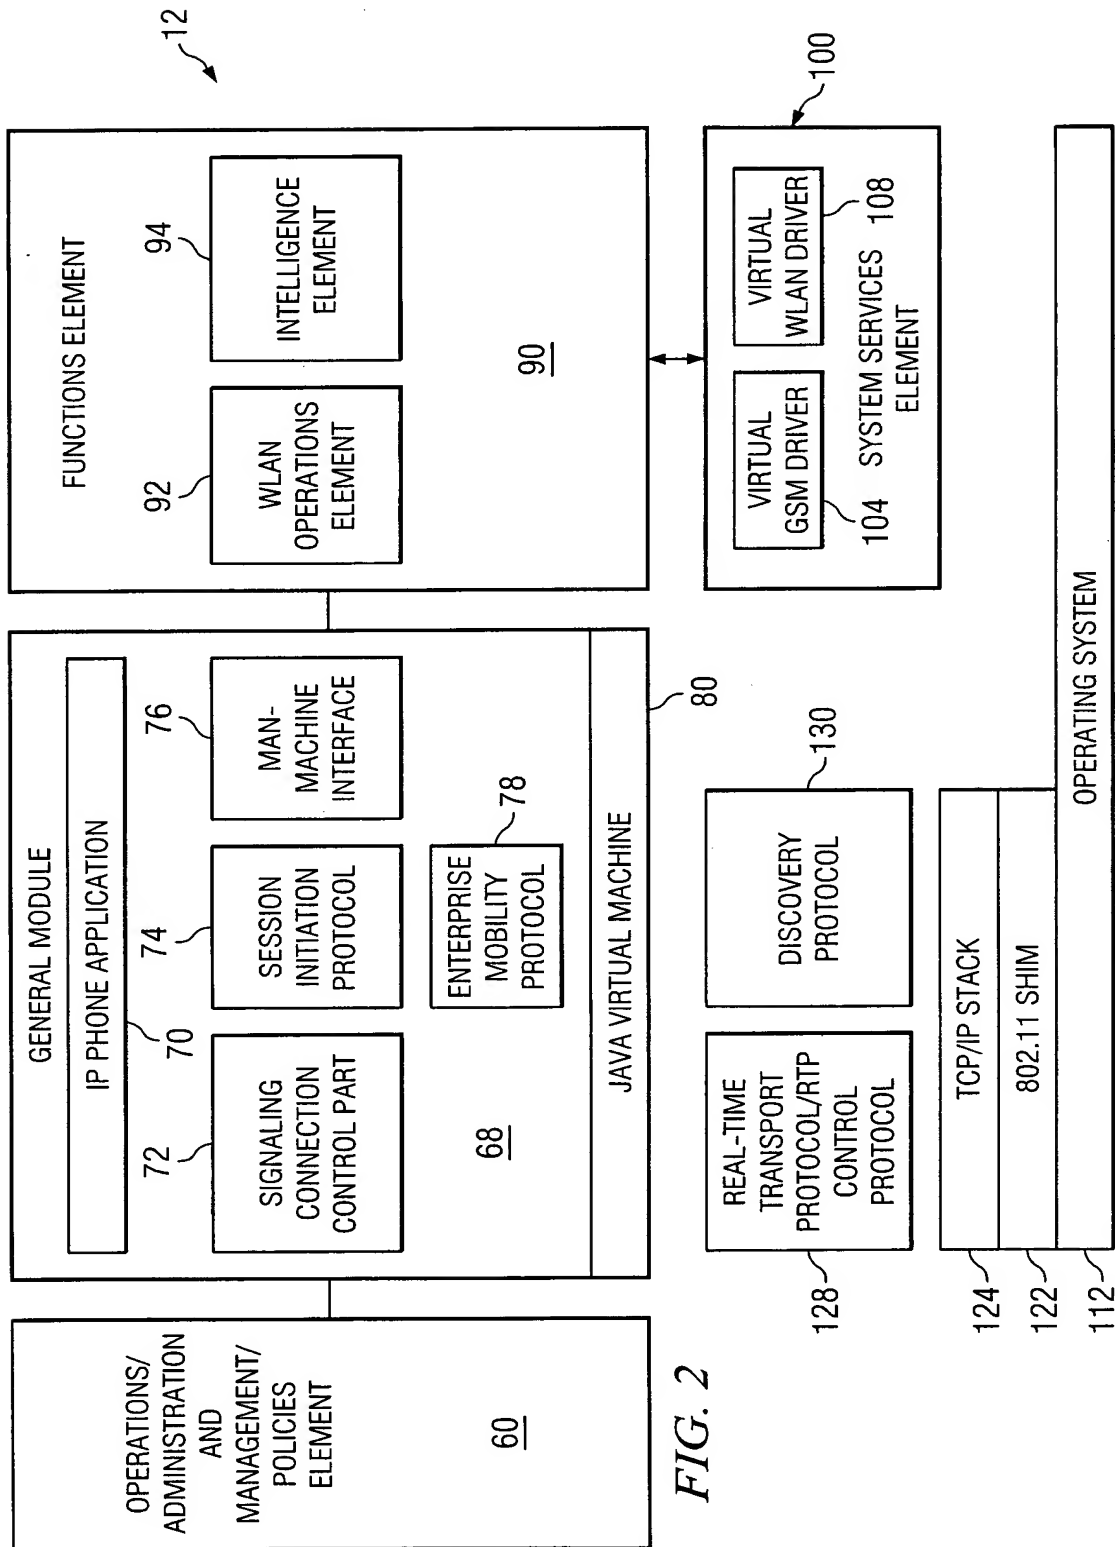 12
OPERATIONS/
ADMINISTRATION
AND
MANAGEMENT/
POLICIES
ELEMENT
60
GENERAL MODULE
IP PHONE APPLICATION
70
72
SIGNALING
CONNECTION
CONTROL PART
74
SESSION
INITIATION
PROTOCOL
76
MAN-
MACHINE
INTERFACE
68
78
ENTERPRISE
MOBILITY
PROTOCOL
JAVA VIRTUAL MACHINE
80
FUNCTIONS ELEMENT
92
WLAN
OPERATIONS
ELEMENT
94
INTELLIGENCE
ELEMENT
90
100
VIRTUAL
GSM DRIVER
104
VIRTUAL
WLAN DRIVER
108
SYSTEM SERVICES
ELEMENT
REAL-TIME
TRANSPORT
PROTOCOL/RTP
CONTROL
PROTOCOL
128
DISCOVERY
PROTOCOL
130
TCP/IP STACK
124
802.11 SHIM
122
OPERATING SYSTEM
112
FIG. 2